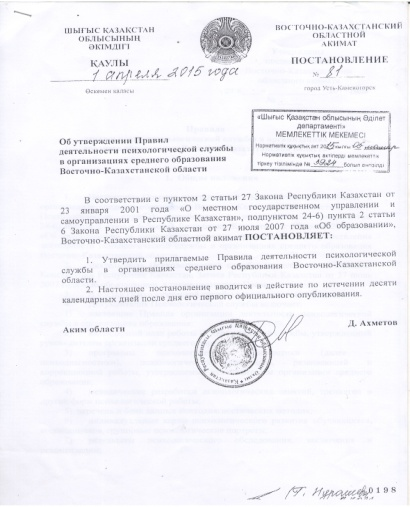 ШЫҒЫС ҚАЗАҚСТАН
ОБЛЫСЫНЫҢ
ӘКІМДІГІ
ҚАУЛЫ
1 апреля 2015 года
Өскемен қаласы
ВОСТОЧНО-КАЗАХСТАНСКИЙ
ОБЛАСТНОЙ
АКИМАТ
ПОСТАНОВЛЕНИЕ
№ 81
город Усть-Каменогорск
«Шығыс Қазақстан облысының Әділет
департаменті»
МЕМЛЕКЕТТІК МЕКЕМЕСІ
Нормативтік құқықтық акт 2015 жылғы 06
Нормативтік құқықтық актілерді мемлекеттік
тіркеу тізілімінде № 3924 болып енгізілді
Об утверждении Правил
деятельности психологической службы
в организациях среднего образования
Восточно-Казахстанской области
В соответствии с пунктом 2 статьи 27 Закона Республики Казахстан от
23 января 2001 года «О местном государственном управлении и
самоуправлении в Республике Казахстан», подпунктом 24-6) пункта 2 статьи
6 Закона Республики Казахстан от 27 июля 2007 года «Об образовании»,
Восточно-Казахстанский областной акимат ПОСТАНОВЛЯЕТ:
1. Утвердить прилагаемые Правила деятельности психологической
службы в организациях среднего образования Восточно-Казахстанской
области.
2. Настоящее постановление вводится в действие по истечении десяти
календарных дней после дня его первого официального опубликования.
Аким области
Д. Ахметов
0198